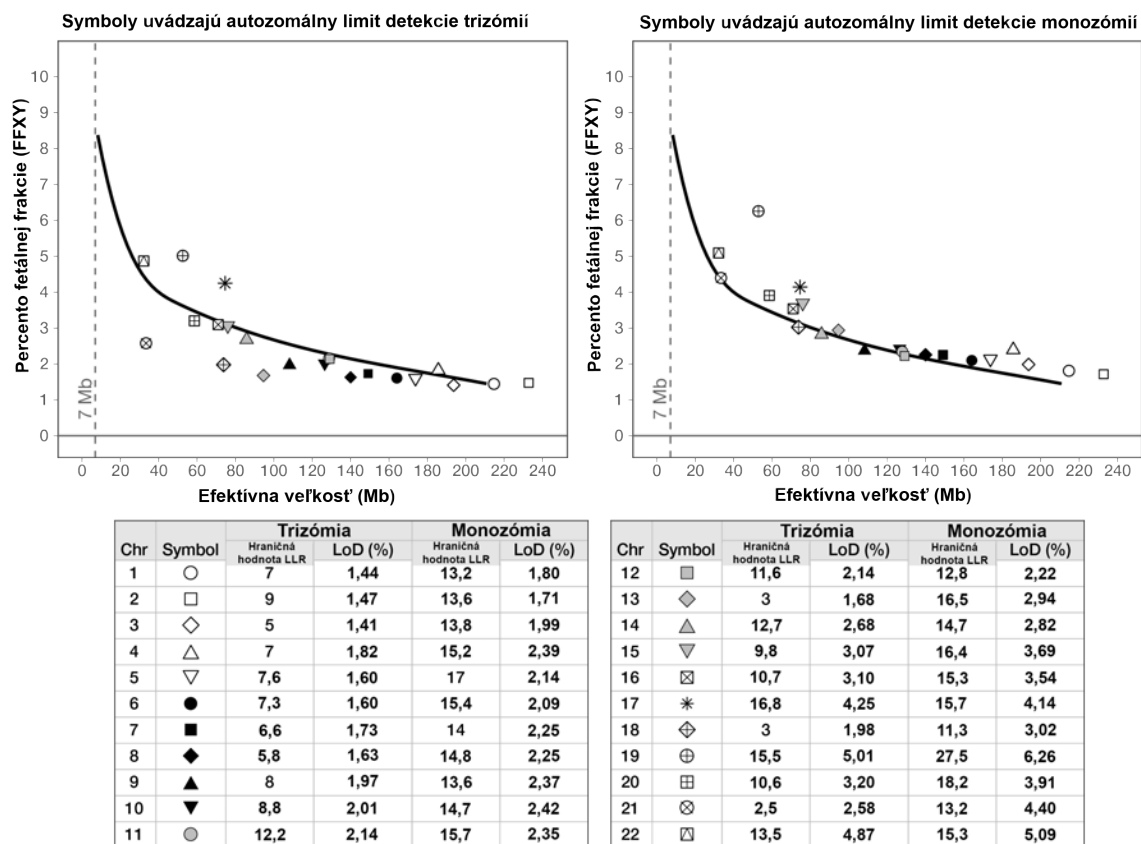 Symboly uvádzajú autozomálny limit detekcie trizómií
Symboly uvádzajú autozomálny limit detekcie monozómií
Percento fetálnej frakcie (FFXY)
10
9
8
7
6
5
4
3
2
1
0
7 Mb
0 20 40 60 80 100 120 140 160 180 200 220 240
Efektívna veľkosť (Mb)
Percento fetálnej frakcie (FFXY)
10
9
8
7
6
5
4
3
2
1
0
7 Mb
0 20 40 60 80 100 120 140 160 180 200 220 240
Efektívna veľkosť (Mb)
Trizómia Monozómia
Chr Symbol Hraničná hodnota LLR LoD (%) Hraničná hodnota LLR LoD (%)
1 7 1,44 13,2 1,80
2 9 1,47 13,6 1,71
3 5 1,41 13,8 1,99
4 7 1,82 15,2 2,39
5 7,6 1,60 17 2,14
6 7,3 1,60 15,4 2,09
7 6,6 1,73 14 2,25
8 5,8 1,63 14,8 2,25
9 8 1,97 13,6 2,37
10 8,8 2,01 14,7 2,42
11 12,2 2,14 15,7 2,35
Trizómia Monozómia
Chr Symbol Hraničná hodnota LLR LoD (%) Hraničná hodnota LLR LoD (%)
12 11,6 2,14 12,8 2,22
13 3 1,68 16,5 2,94
14 12,7 2,68 14,7 2,82
15 9,8 3,07 16,4 3,69
16 10,7 3,10 15,3 3,54
17 16,8 4,25 15,7 4,14
18 3 1,98 11,3 3,02
19 15,5 5,01 27,5 6,26
20 10,6 3,20 18,2 3,91
21 2,5 2,58 13,2 4,40
22 13,5 4,87 15,3 5,09